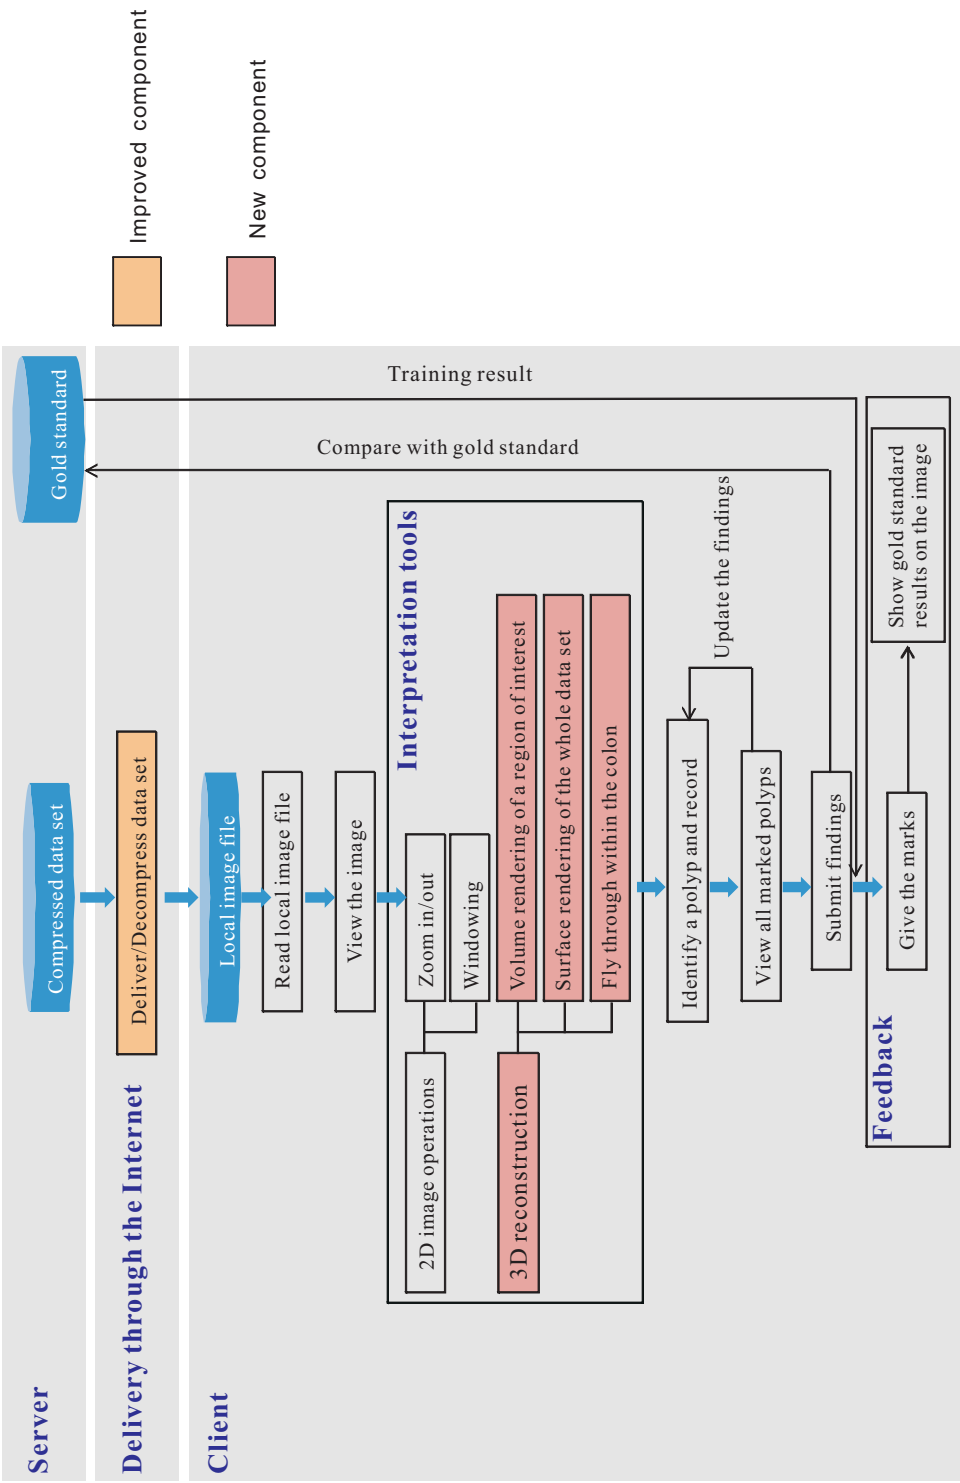 Server
Compressed data set
Gold standard
Delivery through the Internet
Deliver/Decompress data set
Improved component
Client
Local image file
New component
Read local image file
View the image
Training result
Compare with gold standard
Interpretation tools
2D image operations
Zoom in/out
Windowing
3D reconstruction
Volume rendering of a region of interest
Surface rendering of the whole data set
Fly through within the colon
Identify a polyp and record
Update the findings
View all marked polyps
Submit findings
Feedback
Give the marks
Show gold standard
results on the image